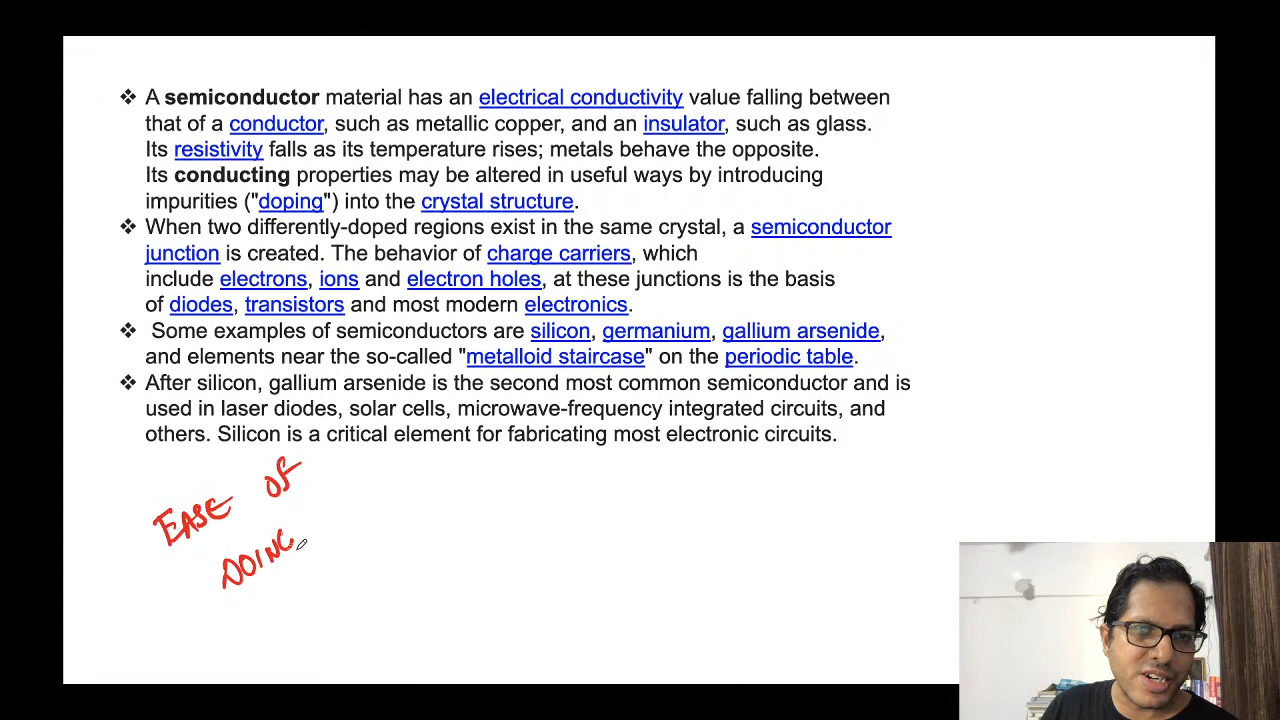 ❖ A semiconductor material has an electrical conductivity value falling between
that of a conductor, such as metallic copper, and an insulator, such as glass.
Its resistivity falls as its temperature rises; metals behave the opposite.
Its conducting properties may be altered in useful ways by introducing
impurities ("doping") into the crystal structure.
❖ When two differently-doped regions exist in the same crystal, a semiconductor
junction is created. The behavior of charge carriers, which
include electrons, ions and electron holes, at these junctions is the basis
of diodes, transistors and most modern electronics.
❖ Some examples of semiconductors are silicon, germanium, gallium arsenide,
and elements near the so-called "metalloid staircase" on the periodic table.
❖ After silicon, gallium arsenide is the second most common semiconductor and is
used in laser diodes, solar cells, microwave-frequency integrated circuits, and
others. Silicon is a critical element for fabricating most electronic circuits.
EASE OF
DOINC